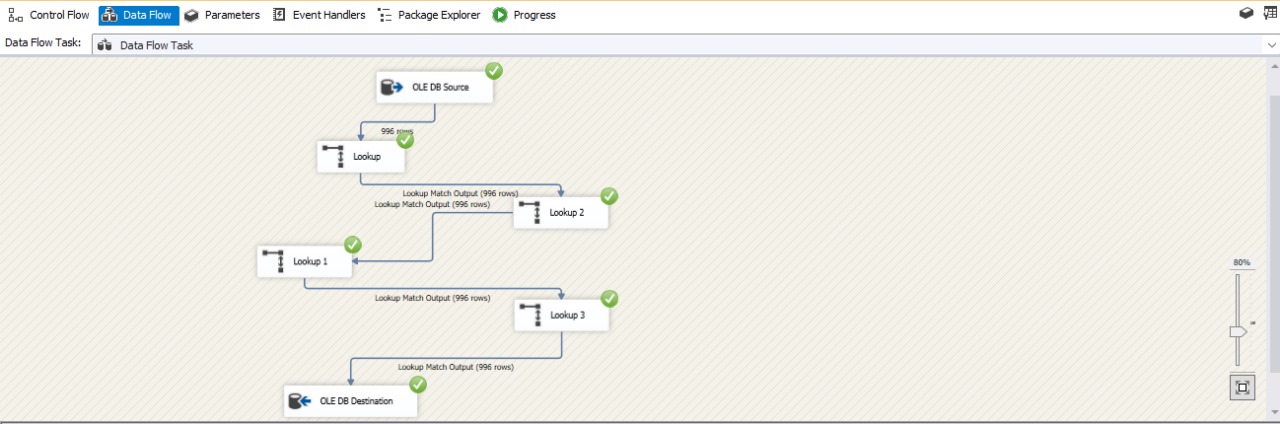 Control Flow Data Flow Parameters Event Handlers Package Explorer Progress
Data Flow Task: Data Flow Task
OLE DB Source
996 rows
Lookup
Lookup Match Output (996 rows)
Lookup Match Output (996 rows)
Lookup 2
Lookup 1
Lookup Match Output (996 rows)
Lookup 3
Lookup Match Output (996 rows)
OLE DB Destination
80%